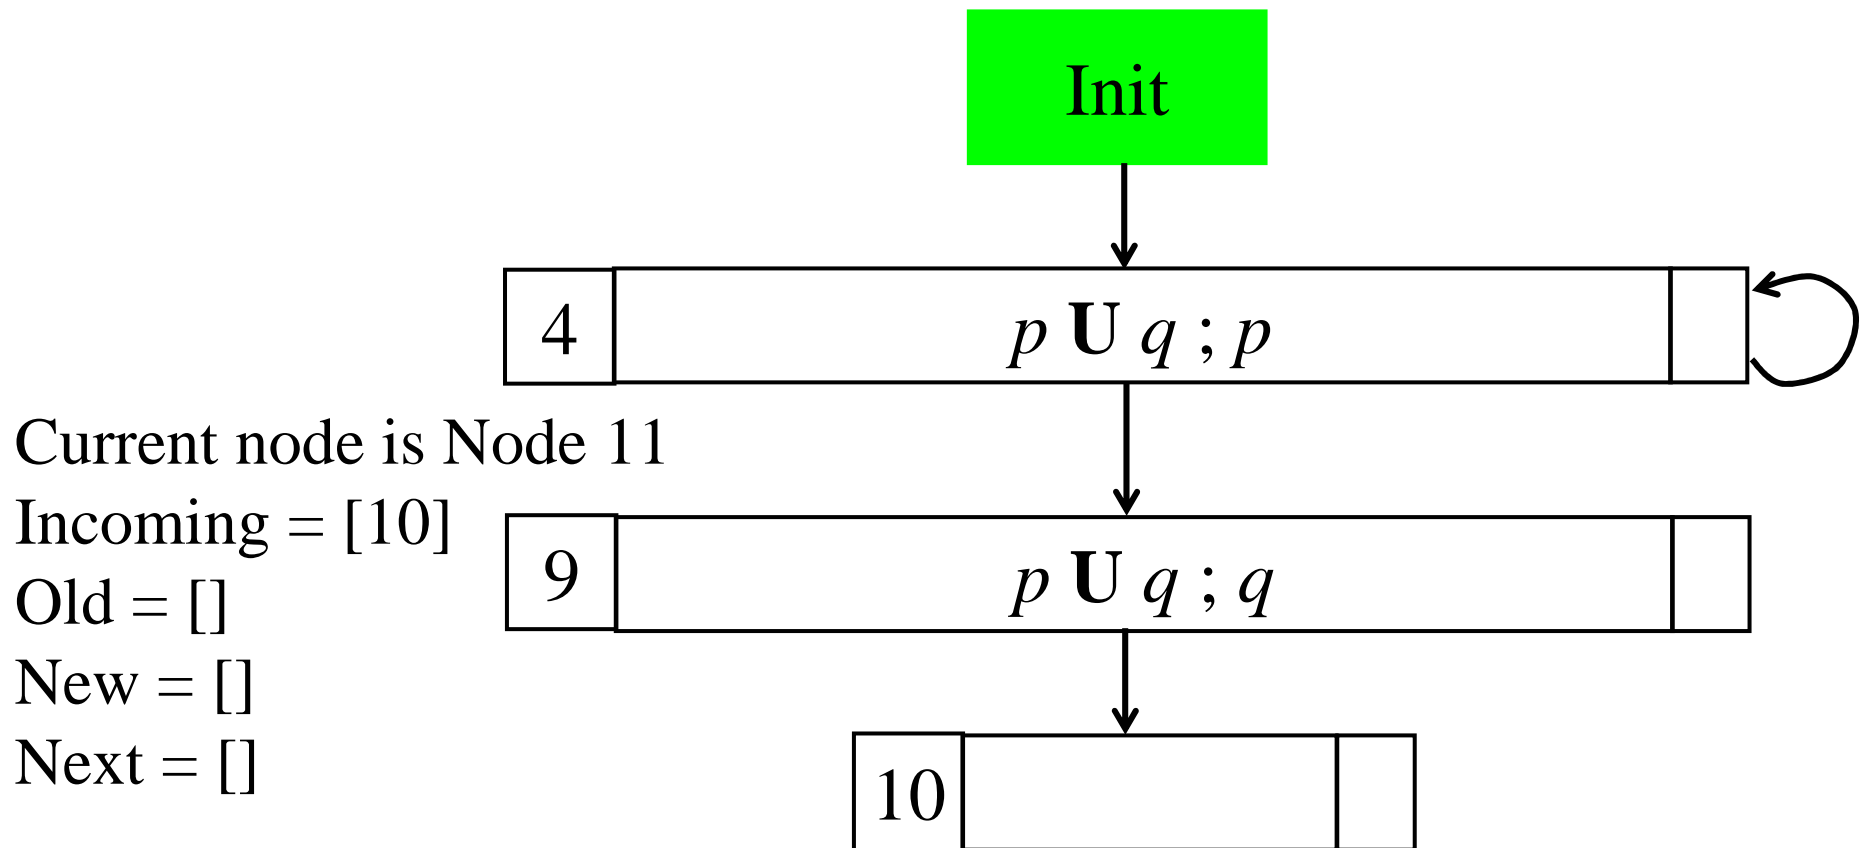 Init
4
p U q ; p
Current node is Node 11
Incoming = [10]
Old = []
New = []
Next = []
9
p U q ; q
10